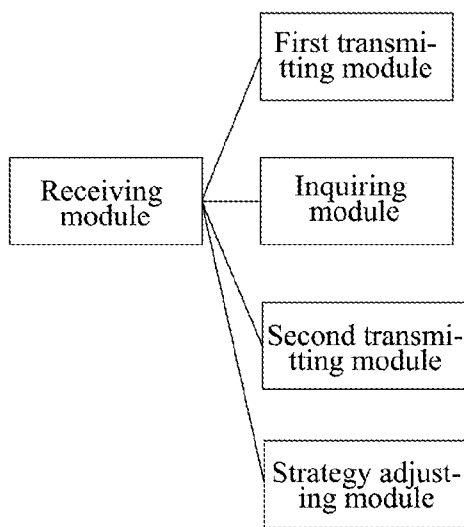 First transmi-
tting module
Receiving
module
Inquiring
module
Second transmi-
tting module
Strategy adjust-
ing module